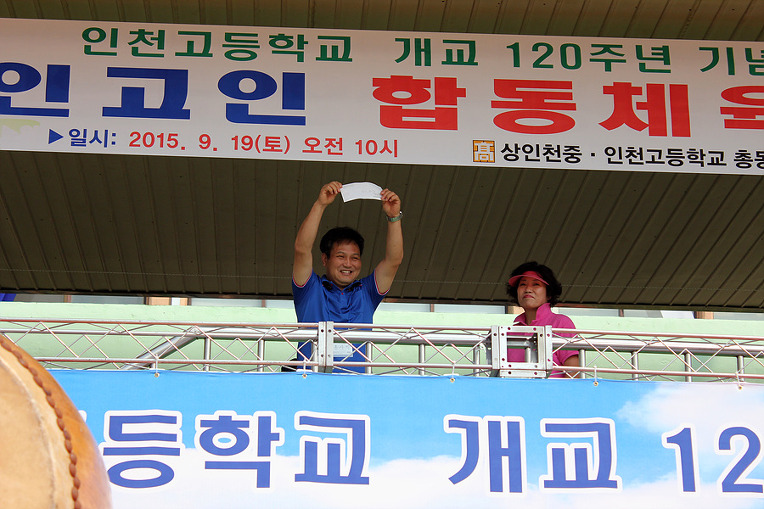 인천고등학교 개교 120주년 기념
인고인 합동체육
▶일시: 2015. 9. 19(토) 오전 10시 高 상인천중 · 인천고등학교 총동
등학교 개교 12